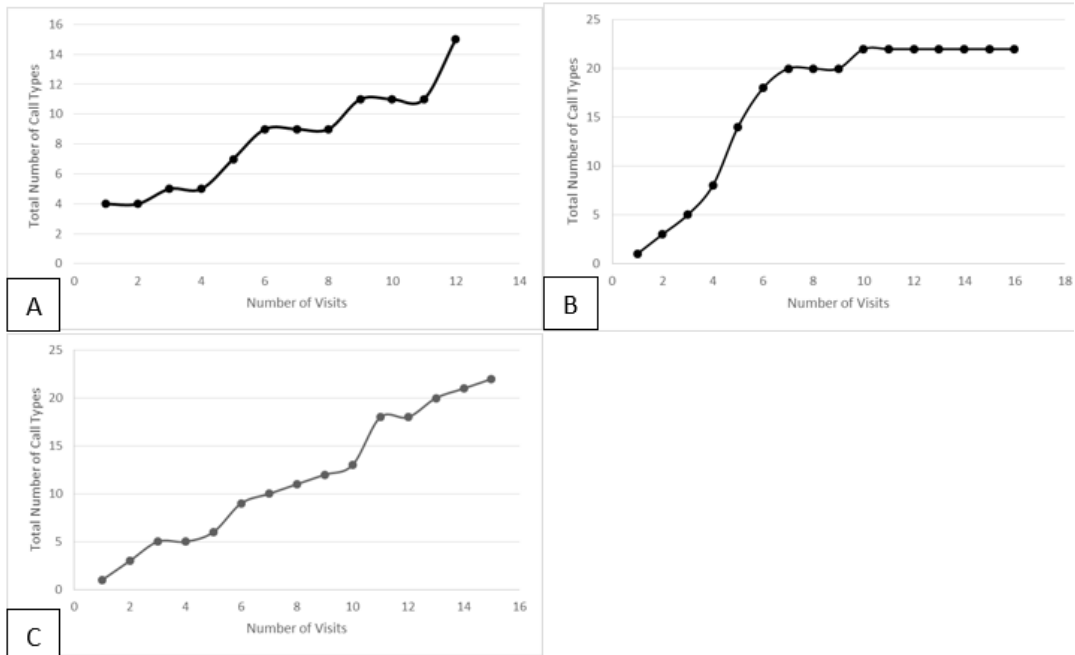 Total Number of Call Types
16
14
12
10
8
6
4
2
0
0 2 4 6 8 10 12 14
Number of Visits
A
Total Number of Call Types
25
20
15
10
5
0
0 2 4 6 8 10 12 14 16 18
Number of Visits
B
Total Number of Call Types
25
20
15
10
5
0
0 2 4 6 8 10 12 14 16
Number of Visits
C